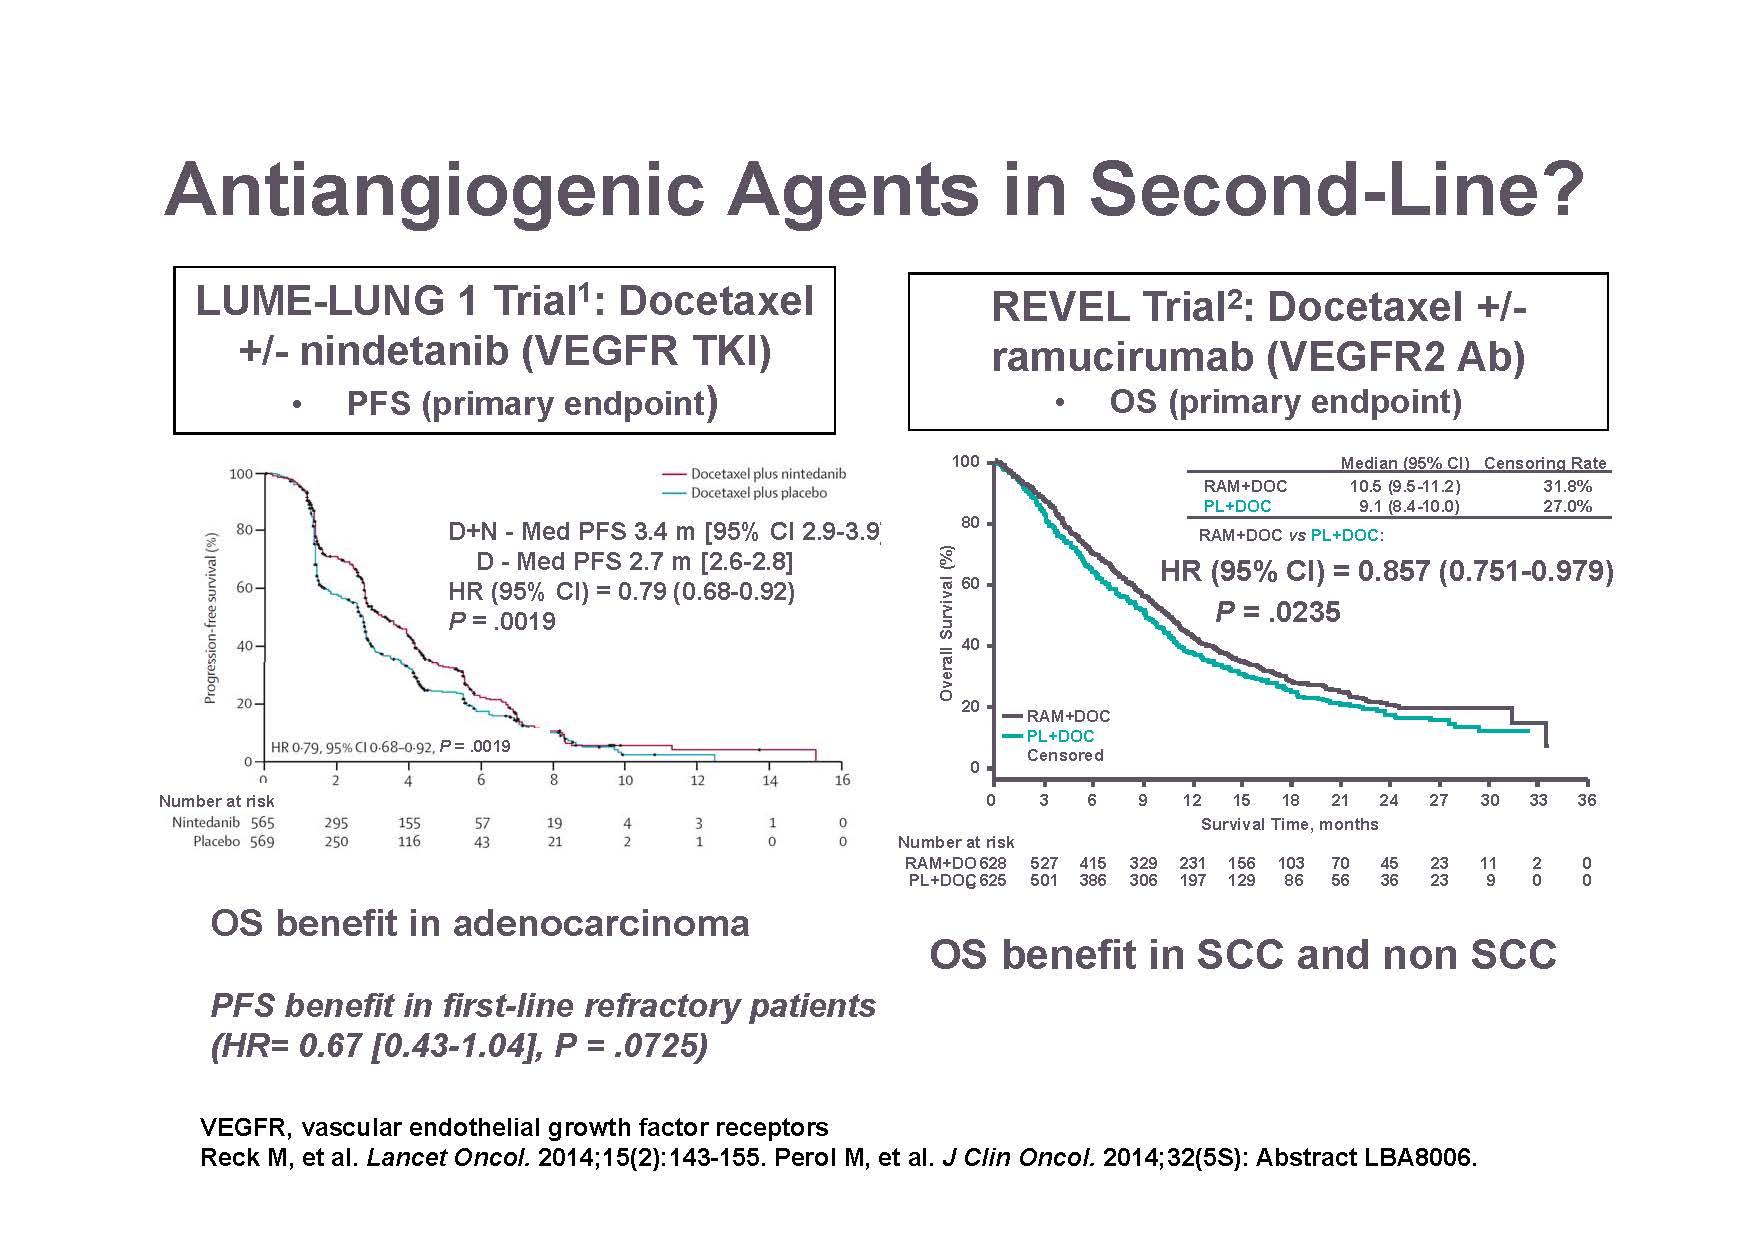 Antiangiogenic Agents in Second-Line?
LUME-LUNG 1 Trial1: Docetaxel
+/- nindetanib (VEGFR TKI)
• PFS (primary endpoint)
100
80
60
40
20
0
Progression-free survival (%)
Docetaxel plus nintedanib
Docetaxel plus placebo
D+N - Med PFS 3.4 m [95% CI 2.9-3.9]
D - Med PFS 2.7 m [2.6-2.8]
HR (95% CI) = 0.79 (0.68-0.92)
P = .0019
HR 0·79, 95% CI 0·68–0·92, P = .0019
0 2 4 6 8 10 12 14 16
Number at risk
Nintedanib 565 295 155 57 19 4 3 1 0
Placebo 569 250 116 43 21 2 1 0 0
OS benefit in adenocarcinoma
PFS benefit in first-line refractory patients
(HR= 0.67 [0.43-1.04], P = .0725)
REVEL Trial2: Docetaxel +/-
ramucirumab (VEGFR2 Ab)
• OS (primary endpoint)
100
80
60
40
20
0
Overall Survival (%)
Median (95% CI) Censoring Rate
RAM+DOC 10.5 (9.5-11.2) 31.8%
PL+DOC 9.1 (8.4-10.0) 27.0%
RAM+DOC vs PL+DOC:
HR (95% CI) = 0.857 (0.751-0.979)
P = .0235
RAM+DOC
PL+DOC
Censored
0 3 6 9 12 15 18 21 24 27 30 33 36
Survival Time, months
Number at risk
RAM+DO 628 527 415 329 231 156 103 70 45 23 11 2 0
PL+DOC 625 501 386 306 197 129 86 56 36 23 9 0 0
OS benefit in SCC and non SCC
VEGFR, vascular endothelial growth factor receptors
Reck M, et al. Lancet Oncol. 2014;15(2):143-155. Perol M, et al. J Clin Oncol. 2014;32(5S): Abstract LBA8006.